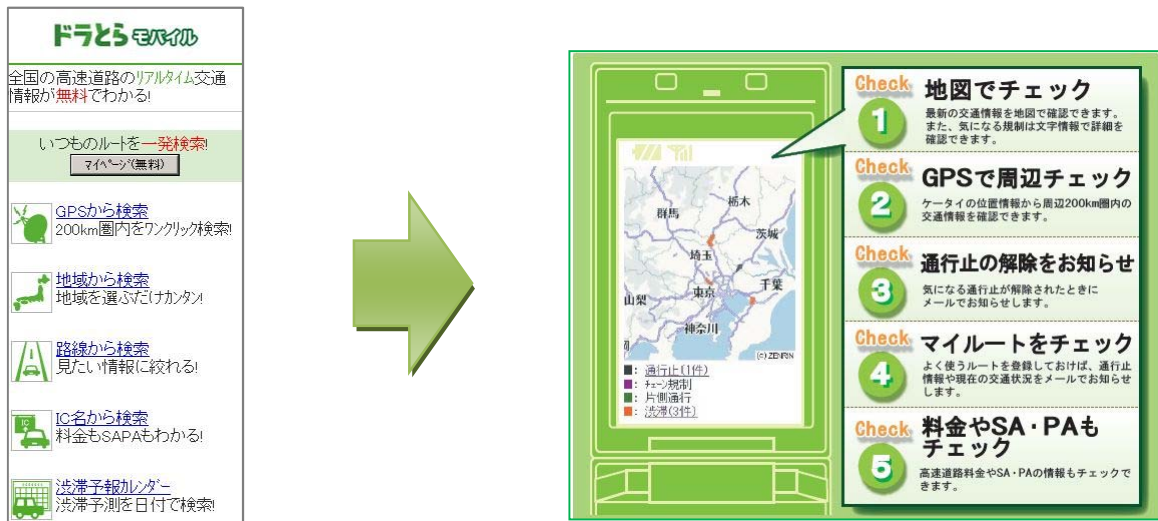 ドラとらモバイル
全国の高速道路のリアルタイム交通
情報が無料でわかる!
いつものルートを一発検索!
マイページ(無料)
GPSから検索
200km圏内をワンクリック検索!
地域から検索
地域を選ぶだけカンタン!
路線から検索
見たい情報に絞れる!
IC
IC名から検索
料金もSAPAもわかる!
渋滞予報カレンダー
渋滞予測を日付で検索!
群馬
栃木
茨城
埼玉
山梨
東京
千葉
神奈川
岡
(c)ZENRIN
■: 通行止(1件)
■: チェーン規制
■: 片側通行
■: 渋滞(3件)
Check 1
地図でチェック
最新の交通情報を地図で確認できます。
また、気になる規制は文字情報で詳細を
確認できます。
Check 2
GPSで周辺チェック
ケータイの位置情報から周辺200km圏内の
交通情報を確認できます。
Check 3
通行止の解除をお知らせ
気になる通行止が解除されたときに
メールでお知らせします。
Check 4
マイルートをチェック
よく使うルートを登録しておけば、通行止
情報や現在の交通状況をメールでお知らせ
します。
Check 5
料金やSA・PAも
チェック
高速道路料金やSA・PAの情報もチェックで
きます。